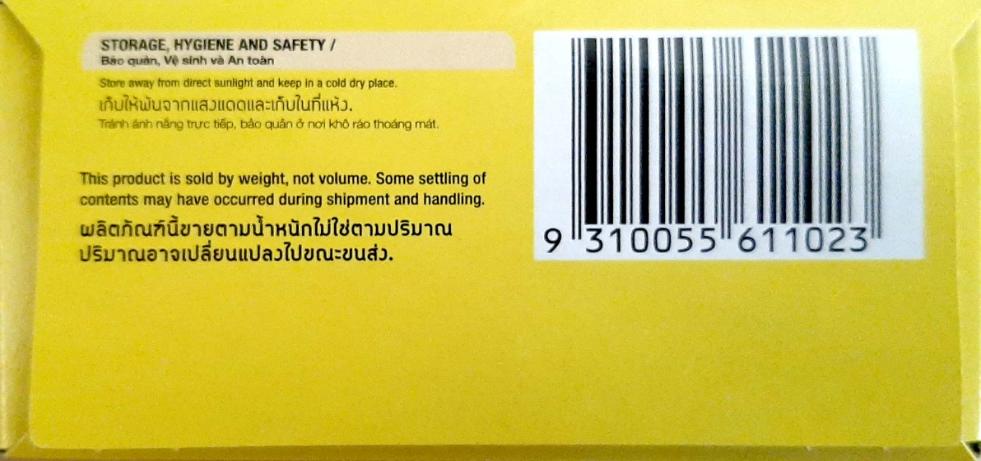 STORAGE, HYGIENE AND SAFETY /
Bảo quản, Vệ sinh và An toàn
Store away from direct sunlight and keep in a cold dry place.
เก็บให้พ้นจากแสงแดดและเก็บในที่แห้ง.
Tránh ánh nắng trực tiếp, bảo quản ở nơi khô ráo thoáng mát.
This product is sold by weight, not volume. Some settling of
contents may have occurred during shipment and handling.
ผลิตภัณฑ์นี้ขายตามน้ำหนักไม่ใช่ตามปริมาณ
ปริมาณอาจเปลี่ยนแปลงไปขณะขนส่ง.
9 310055 611023